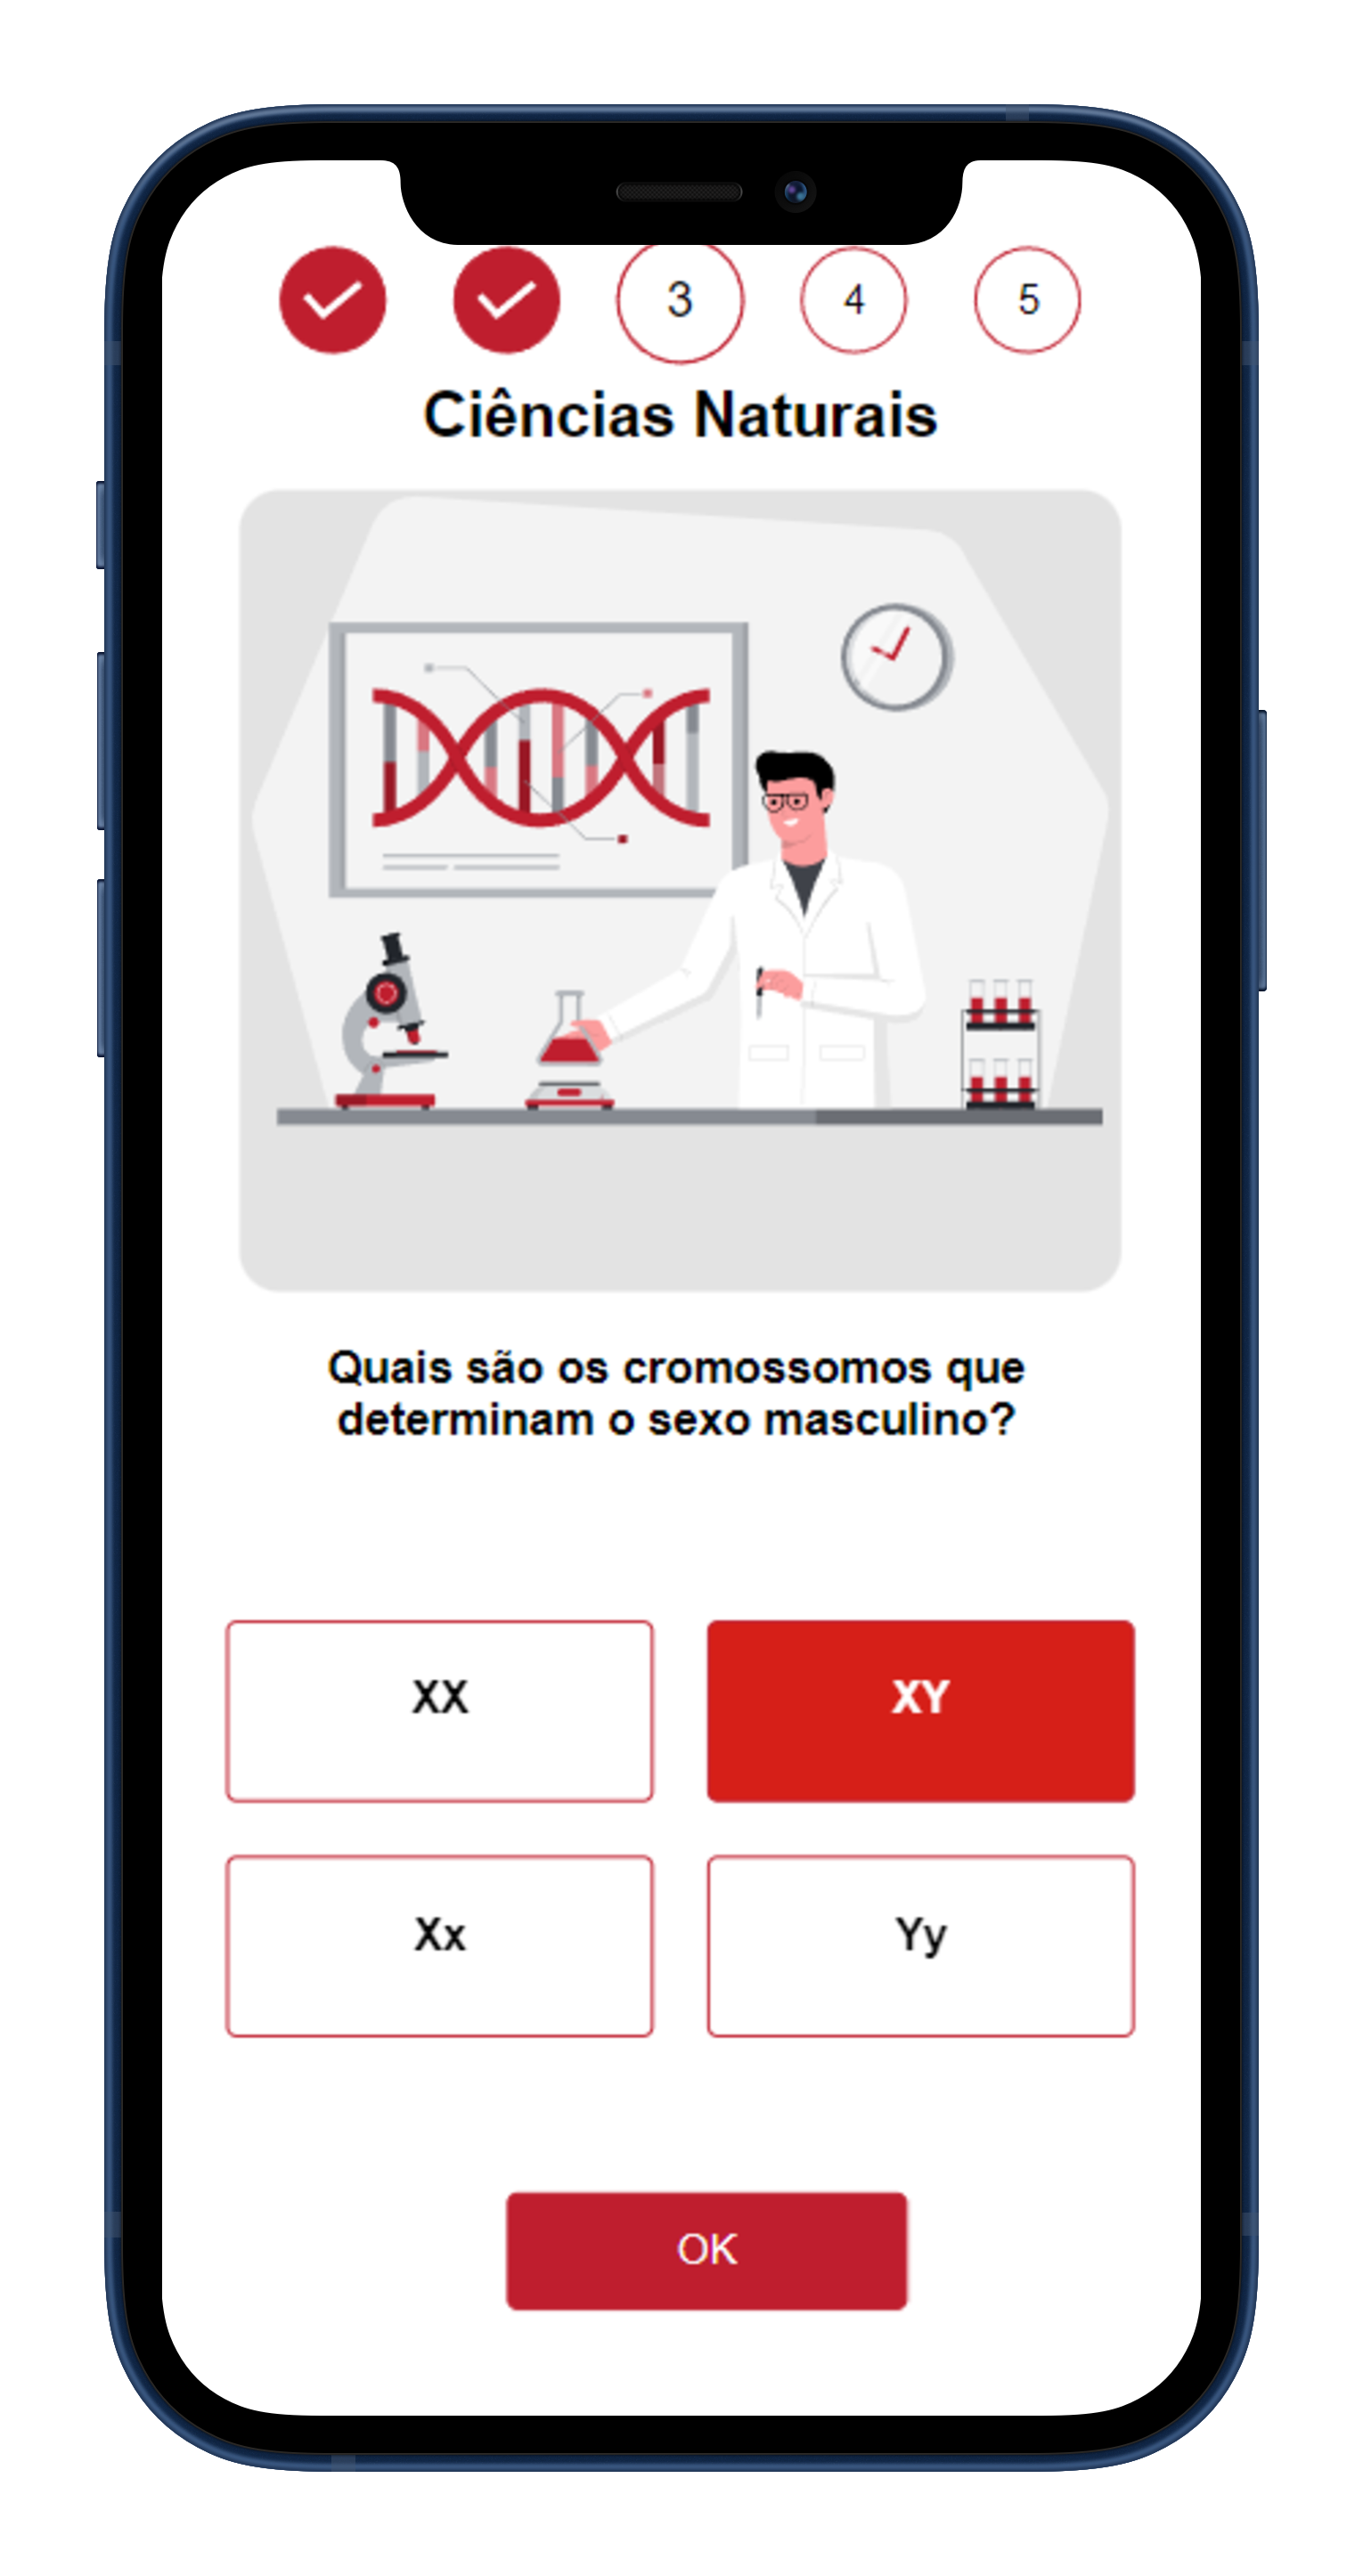 3 4 5
Ciências Naturais
Quais são os cromossomos que
determinam o sexo masculino?
XX XY
Xx Yy
OK